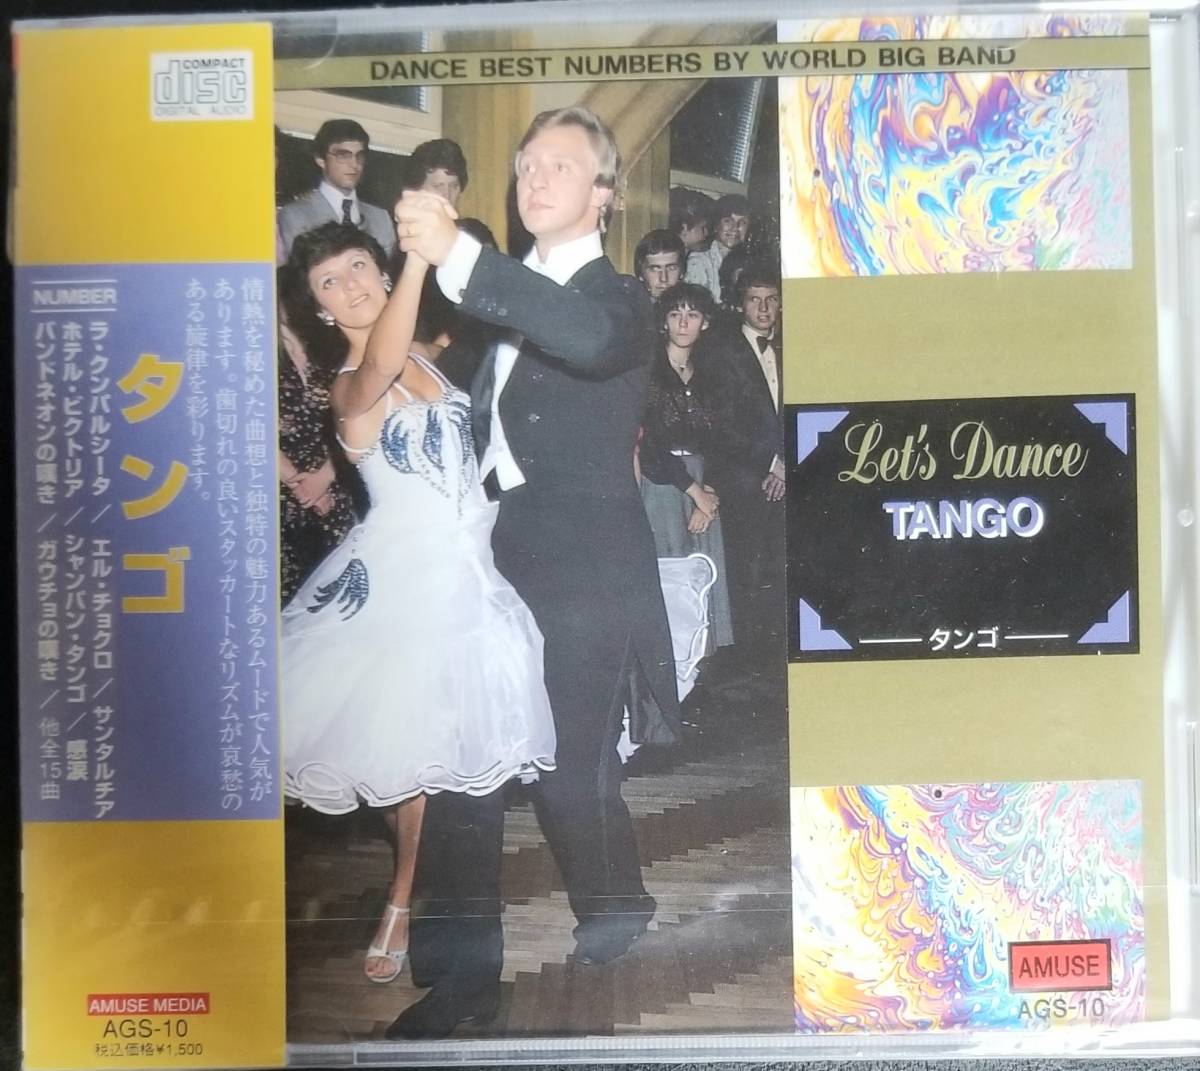 COMPACT
disc
DIGITAL AUDIO
DANCE BEST NUMBERS BY WORLD BIG BAND
情熱を秘めた曲想と独特の魅力あるムードで人気が
あります。歯切れの良いスタッカートなリズムが哀愁の
ある旋律を彩ります。
タンゴ
NUMBER
ラ・クンパルシータ / エル・チョクロ / サンタルチア
ホテル・ビクトリア / シャンパン・タンゴ / 感涙
バンドネオンの嘆き / ガウチョの嘆き / 他全15曲
AMUSE MEDIA
AGS-10
税込価格¥1,500
Let's Dance
TANGO
タンゴ
AMUSE
AGS-10